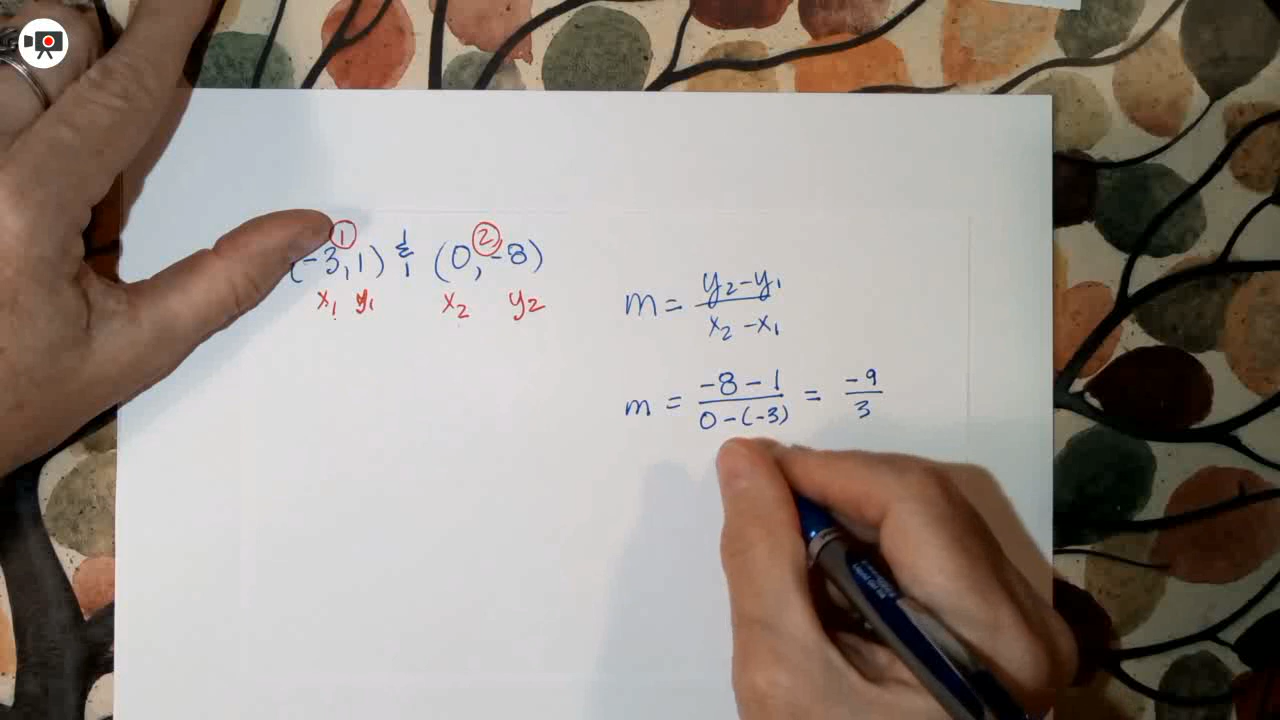 1 2
(-3,1) & (0,-8)
x₁ y₁ x₂ y₂
m = y₂-y₁ / x₂-x₁
m = -8-1 / 0-(-3) = -9 / 3